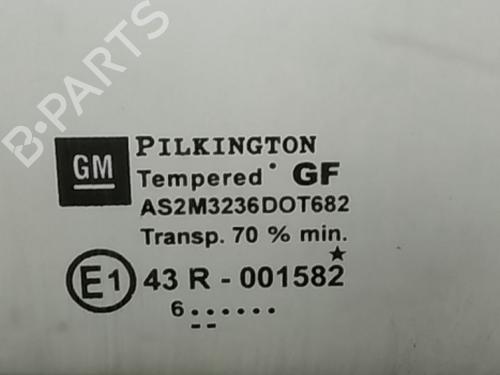 B-PARTS
GM
PILKINGTON
Tempered GF
AS2M3236DOT682
Transp. 70 % min.
E1 43 R - 001582
6......